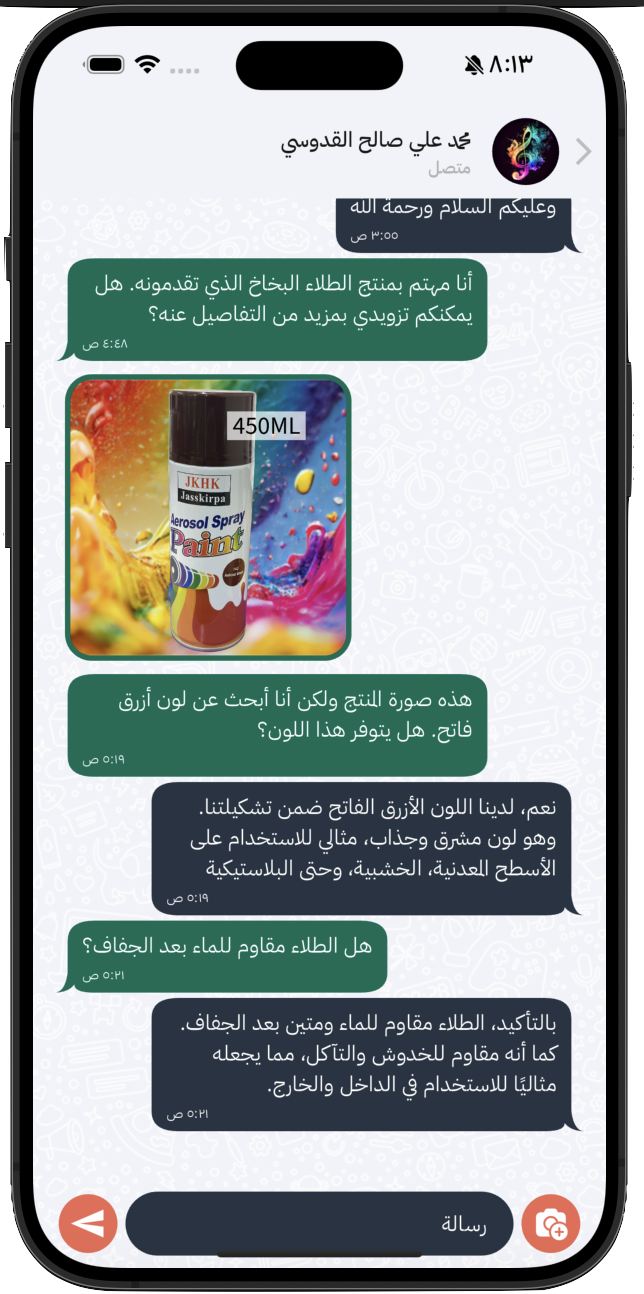 ٨:١٣
محمد علي صالح القدوسي
متصل
وعليكم السلام ورحمة الله
٣:٠٠ ص
أنا مهتم بمنتج الطلاء البخاخ الذي تقدمونه. هل
يمكنكم تزويدي بمزيد من التفاصيل عنه؟
٤:٤٨ ص
450ML
JKHK
Jasskirpa
Aerosol Spray
Paint
هذه صورة المنتج ولكن أنا أبحث عن لون أزرق
فاتح. هل يتوفر هذا اللون؟
٥:١٩ ص
نعم، لدينا اللون الأزرق الفاتح ضمن تشكيلتنا.
وهو لون مشرق وجذاب، مثالي للاستخدام على
الأسطح المعدنية، الخشبية، وحتى البلاستيكية
٥:١٩ ص
هل الطلاء مقاوم للماء بعد الجفاف؟
٥:٢١ ص
بالتأكيد، الطلاء مقاوم للماء ومتين بعد الجفاف.
كما أنه مقاوم للخدوش والتآكل، مما يجعله
مثاليًا للاستخدام في الداخل والخارج.
٥:٢١ ص
رسالة